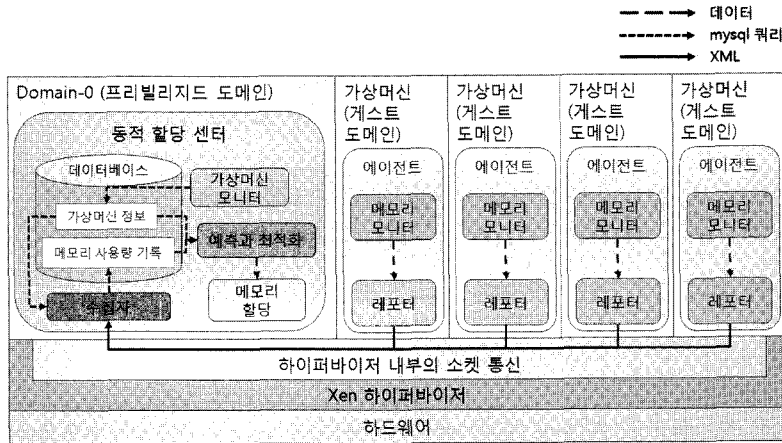 데이터
mysql 쿼리
XML
Domain-0 (프리빌리지드 도메인)
동적 할당 센터
데이터베이스
가상머신
모니터
가상머신 정보
메모리 사용량 기록
예측과 최적화
수집자
메모리
할당
가상머신
(게스트
도메인)
에이전트
메모리
모니터
레포터
가상머신
(게스트
도메인)
에이전트
메모리
모니터
레포터
가상머신
(게스트
도메인)
에이전트
메모리
모니터
레포터
가상머신
(게스트
도메인)
에이전트
메모리
모니터
레포터
하이퍼바이저 내부의 소켓 통신
Xen 하이퍼바이저
하드웨어